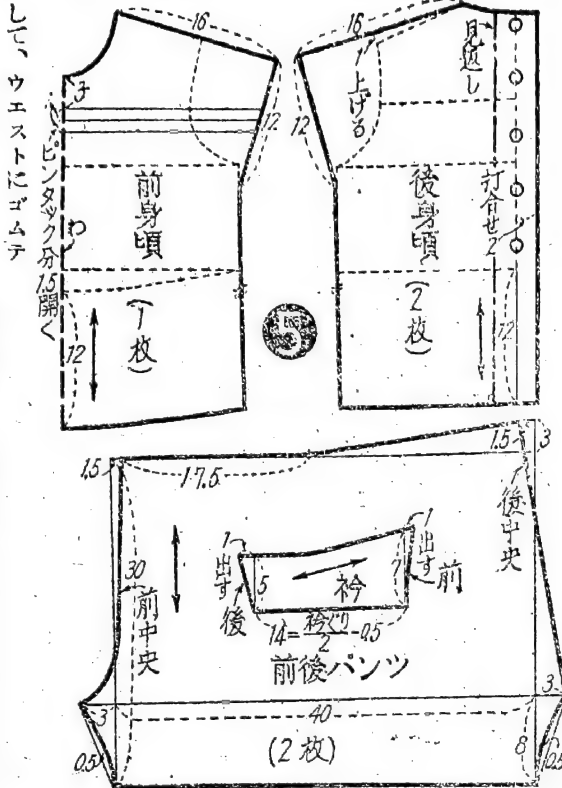 して、ウエストにゴムテ
16
3
ピンタック分1.5開く
わ
12
12
前身頃
(1枚)
16
1上げる
12
見返し
打合せ2
後身頃
(2枚)
12
5
1.5
17.5
1.5
3
後中央
30
前中央
1出す
後
5
衿
7
1出す
前
14=衿ぐり/2-0.5
前後パンツ
3
40
3
0.5
(2枚)
8
0.5